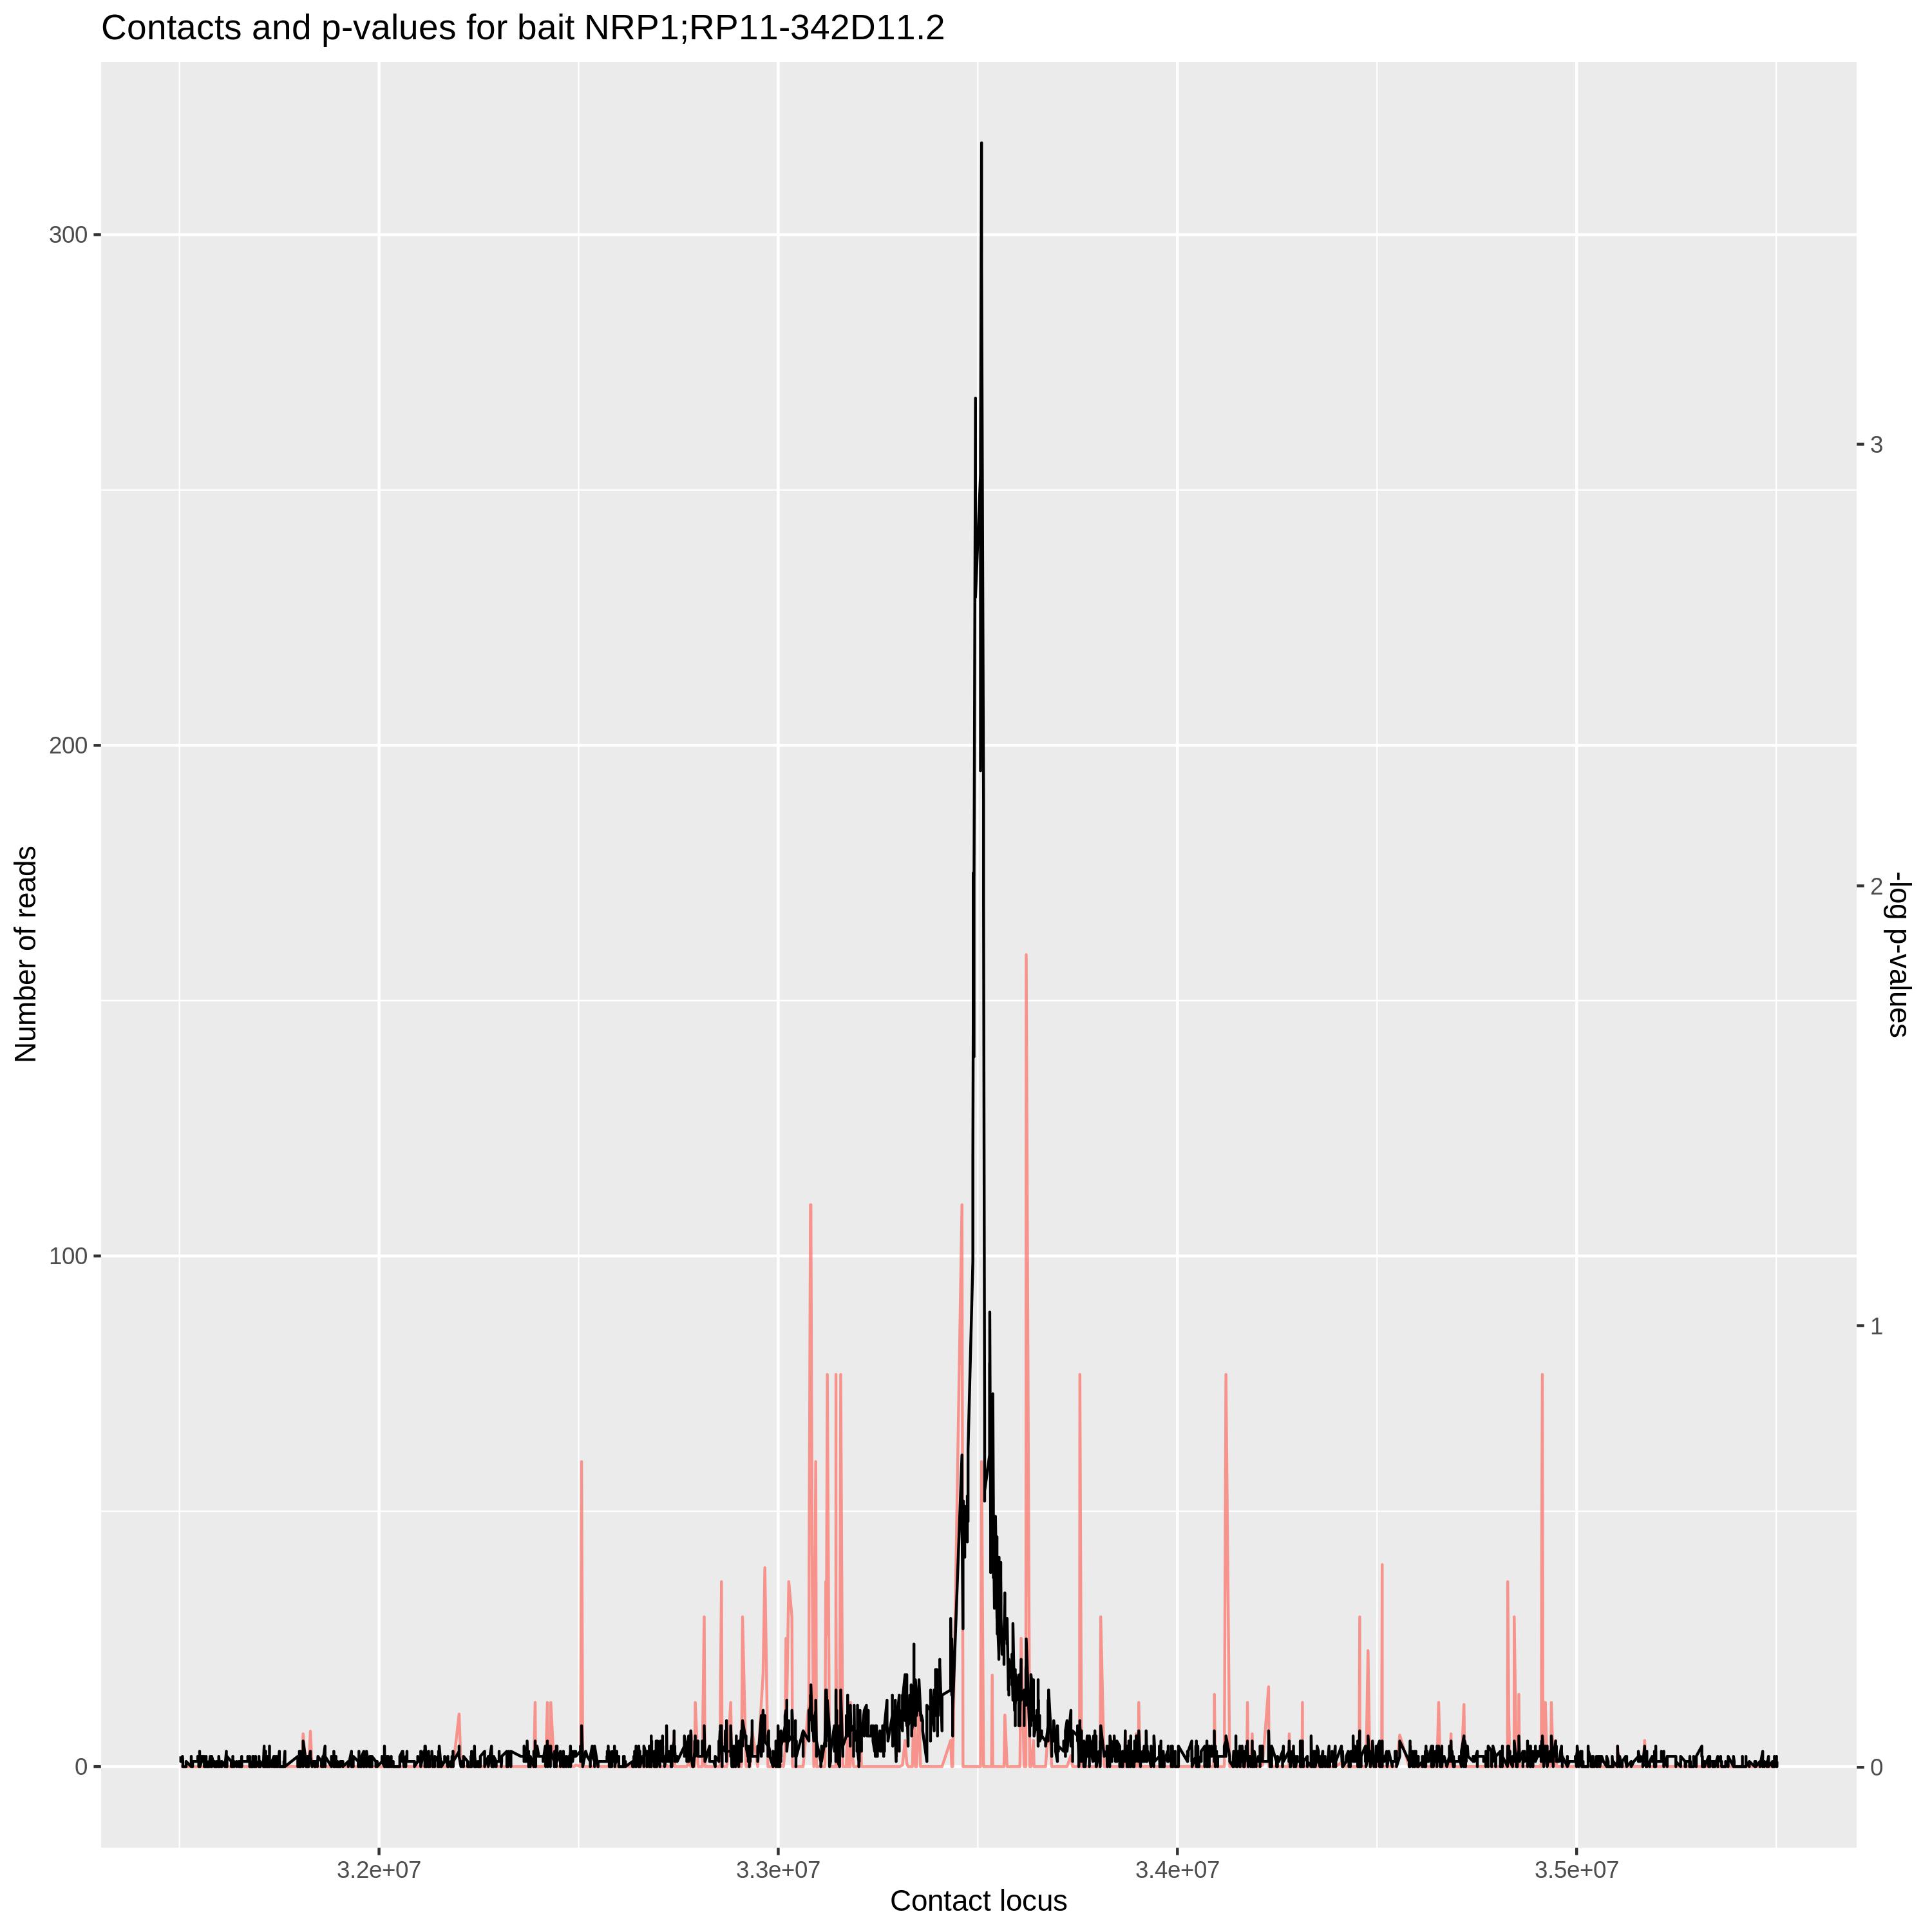 Contacts and p-values for bait NRP1;RP11-342D11.2
300
200
100
0
Number of reads
3
2
1
0
-log p-values
3.2e+07
3.3e+07
3.4e+07
3.5e+07
Contact locus